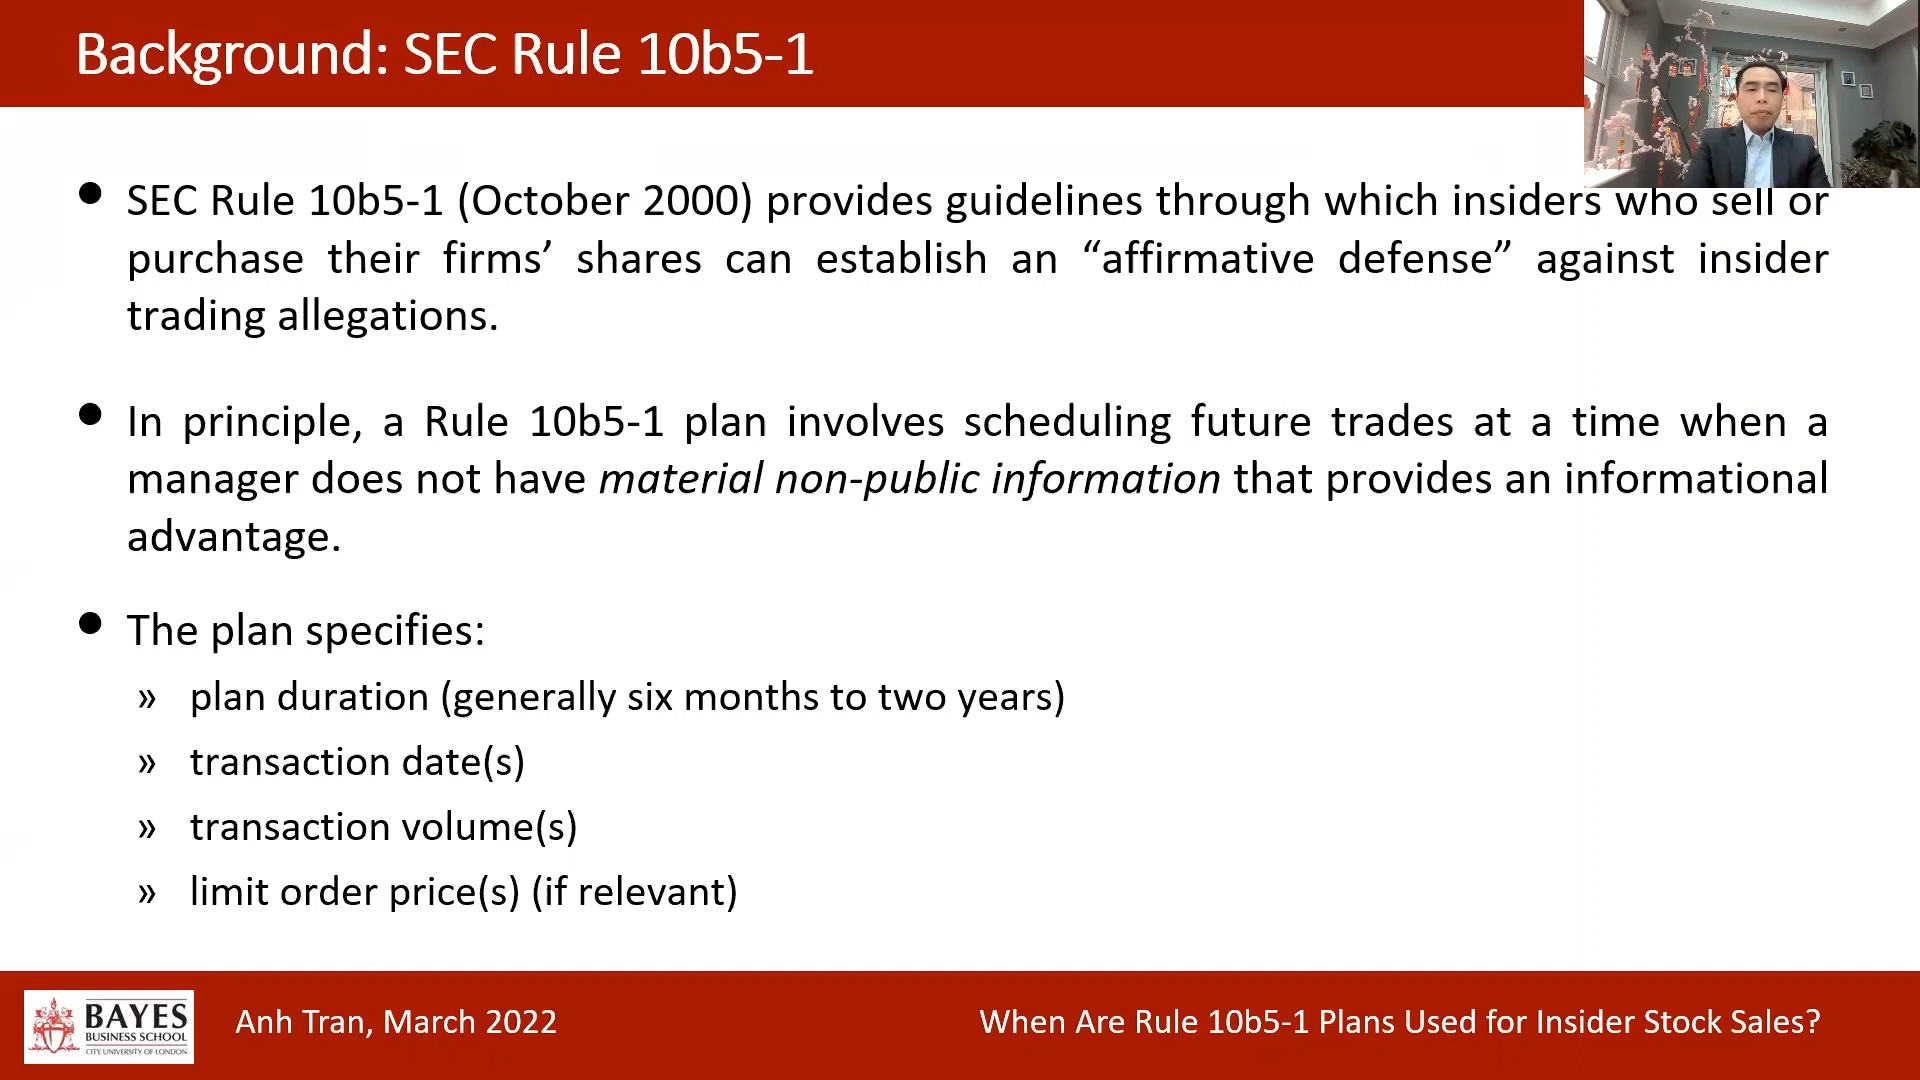 Background: SEC Rule 10b5-1
SEC Rule 10b5-1 (October 2000) provides guidelines through which insiders who sell or
purchase their firms’ shares can establish an “affirmative defense” against insider
trading allegations.
In principle, a Rule 10b5-1 plan involves scheduling future trades at a time when a
manager does not have material non-public information that provides an informational
advantage.
The plan specifies:
» plan duration (generally six months to two years)
» transaction date(s)
» transaction volume(s)
» limit order price(s) (if relevant)
BAYES
BUSINESS SCHOOL
CITY, UNIVERSITY OF LONDON
Anh Tran, March 2022
When Are Rule 10b5-1 Plans Used for Insider Stock Sales?